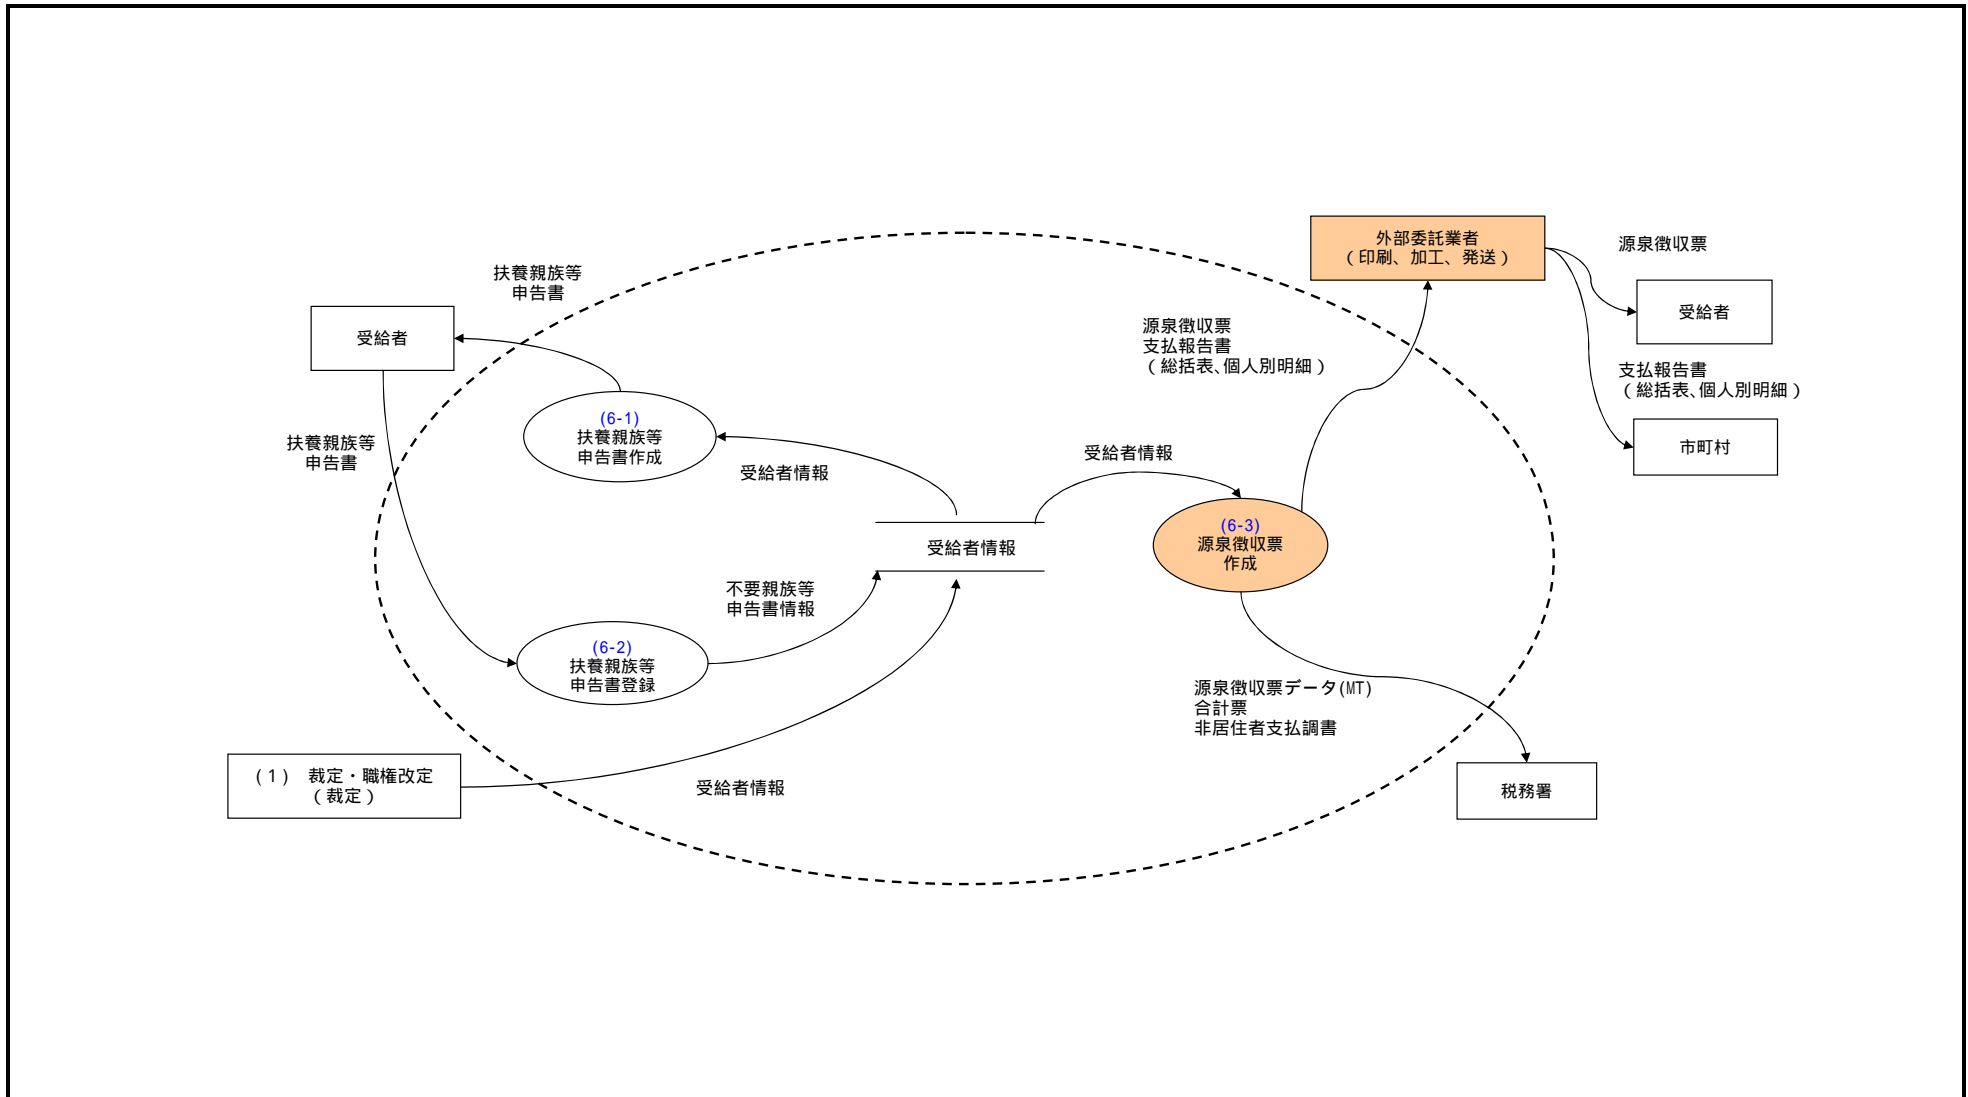 外部委託業者
（印刷、加工、発送）
源泉徴収票
受給者
支払報告書
（総括表、個人別明細）
市町村
扶養親族等
申告書
受給者
源泉徴収票
支払報告書
（総括表、個人別明細）
(6-1)
扶養親族等
申告書作成
扶養親族等
申告書
受給者情報
受給者情報
受給者情報
(6-3)
源泉徴収票
作成
不要親族等
申告書情報
(6-2)
扶養親族等
申告書登録
源泉徴収票データ(MT)
合計票
非居住者支払調書
（1）　裁定・職権改定
（裁定）
受給者情報
税務署